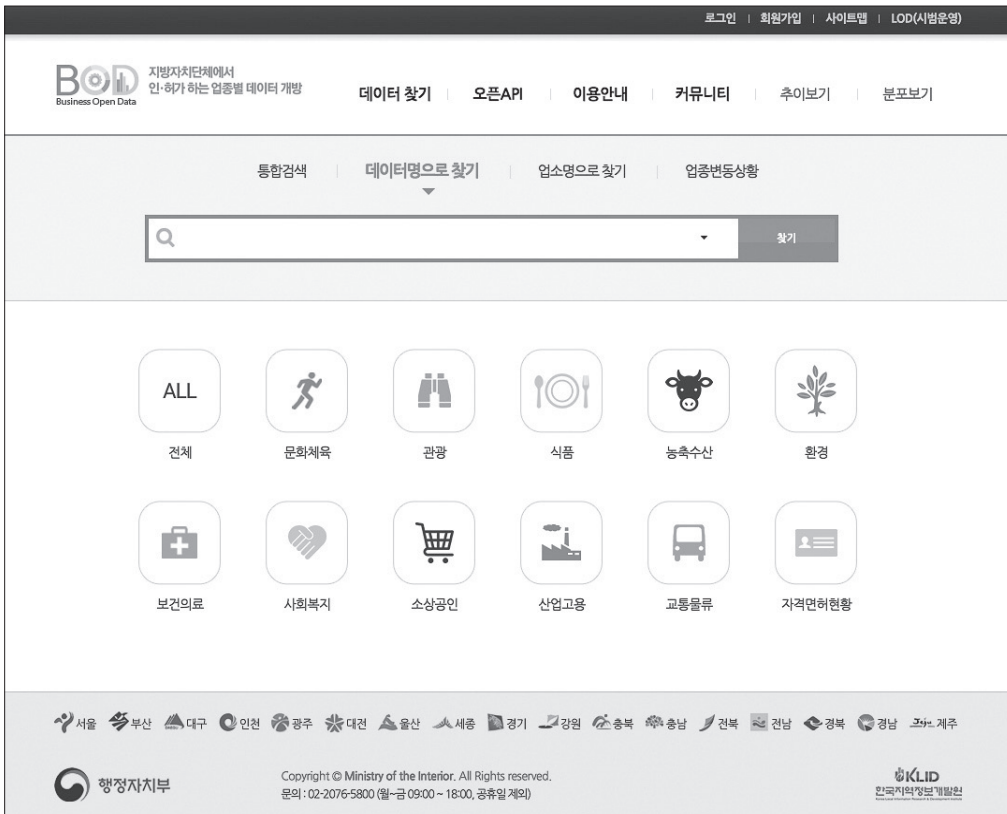 로그인 | 회원가입 | 사이트맵 | LOD(시범운영)
BOD
Business Open Data
지방자치단체에서
인·허가 하는 업종별 데이터 개방
데이터 찾기 | 오픈API | 이용안내 | 커뮤니티 | 추이보기 | 분포보기
통합검색 | 데이터명으로 찾기 | 업소명으로 찾기 | 업종변동상황
찾기
ALL
전체 문화체육 관광 식품 농축수산 환경
보건의료 사회복지 소상공인 산업고용 교통물류 자격면허현황
서울 부산 대구 인천 광주 대전 울산 세종 경기 강원 충북 충남 전북 전남 경북 경남 Jeju 제주
행정자치부
Copyright © Ministry of the Interior. All Rights reserved.
문의 : 02-2076-5800 (월~금 09:00 ~ 18:00, 공휴일 제외)
KLID
한국지역정보개발원